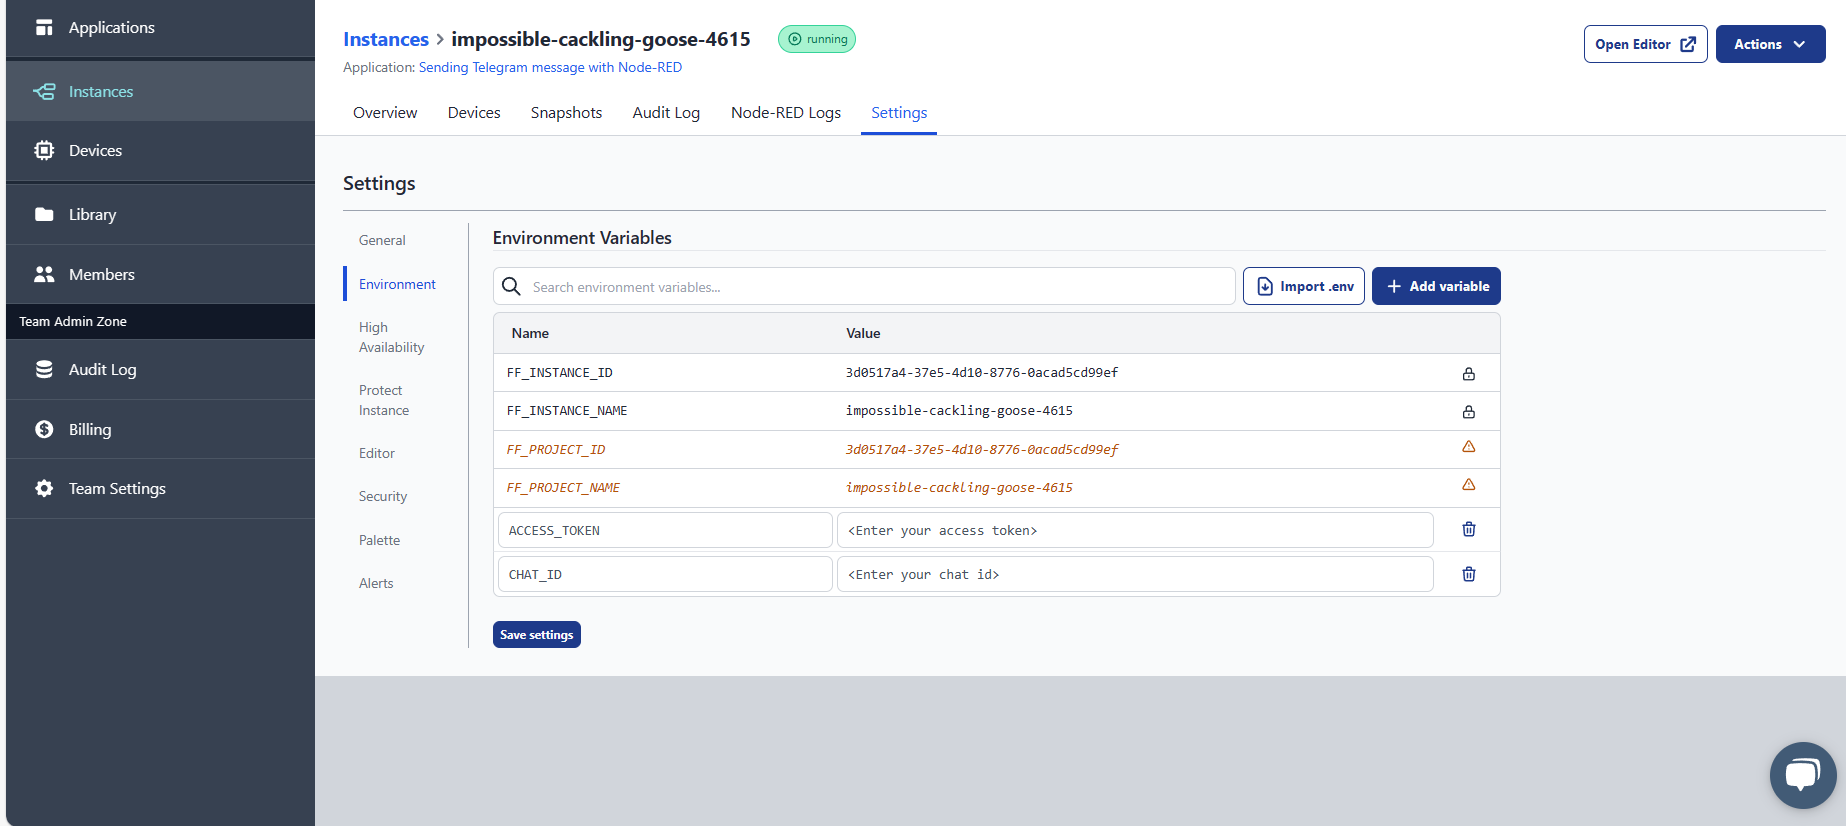 Applications
Instances
Devices
Library
Members
Team Admin Zone
Audit Log
Billing
Team Settings
Instances > impossible-cackling-goose-4615 running
Application: Sending Telegram message with Node-RED
Open Editor
Actions
Overview Devices Snapshots Audit Log Node-RED Logs Settings
Settings
General
Environment
High
Availability
Protect
Instance
Editor
Security
Palette
Alerts
Environment Variables
Search environment variables...
Import .env
Add variable
Name Value
FF_INSTANCE_ID 3d0517a4-37e5-4d10-8776-0acad5cd99ef
FF_INSTANCE_NAME impossible-cackling-goose-4615
FF_PROJECT_ID 3d0517a4-37e5-4d10-8776-0acad5cd99ef
FF_PROJECT_NAME impossible-cackling-goose-4615
ACCESS_TOKEN <Enter your access token>
CHAT_ID <Enter your chat id>
Save settings